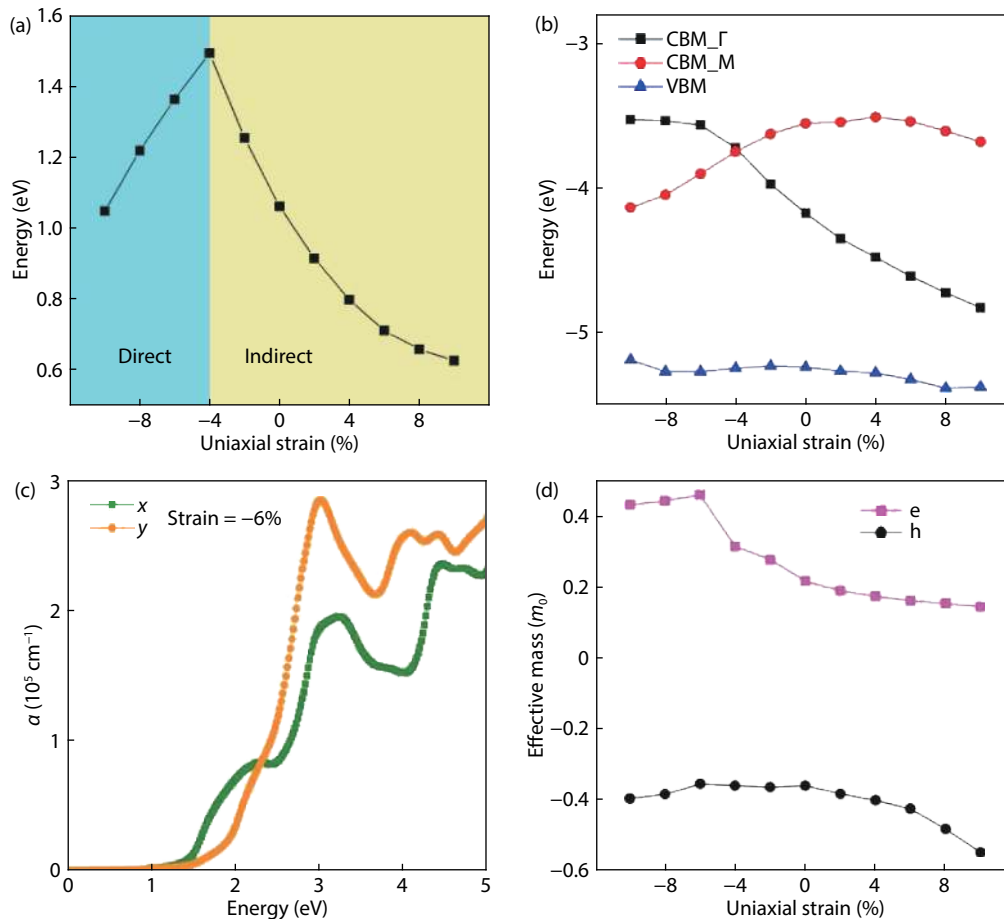 (a)
1.6
1.4
1.2
1.0
0.8
0.6
Energy (eV)
Direct
Indirect
−8
−4
0
4
8
Uniaxial strain (%)
(b)
CBM_Γ
CBM_M
VBM
−3
−4
−5
Energy (eV)
−8
−4
0
4
8
Uniaxial strain (%)
(c)
x
y
Strain = −6%
3
2
1
0
α (10⁵ cm⁻¹)
0
1
2
3
4
5
Energy (eV)
(d)
e
h
0.4
0.2
0
−0.2
−0.4
−0.6
Effective mass (m₀)
−8
−4
0
4
8
Uniaxial strain (%)